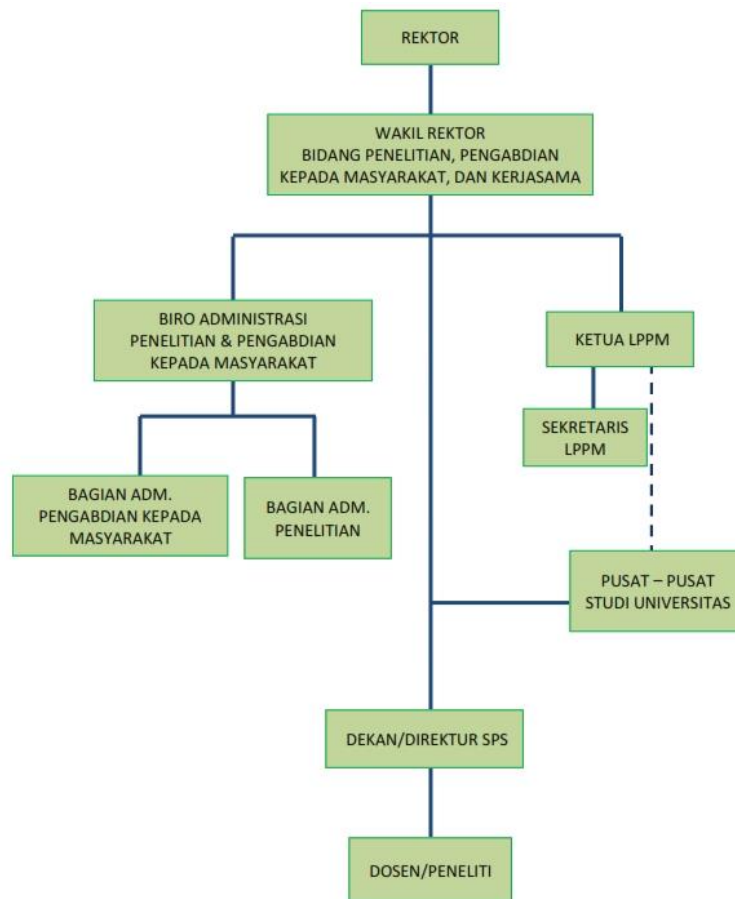 REKTOR
WAKIL REKTOR
BIDANG PENELITIAN, PENGABDIAN
KEPADA MASYARAKAT, DAN KERJASAMA
BIRO ADMINISTRASI
PENELITIAN & PENGABDIAN
KEPADA MASYARAKAT
KETUA LPPM
SEKRETARIS
LPPM
BAGIAN ADM.
PENGABDIAN KEPADA
MASYARAKAT
BAGIAN ADM.
PENELITIAN
PUSAT – PUSAT
STUDI UNIVERSITAS
DEKAN/DIREKTUR SPS
DOSEN/PENELITI